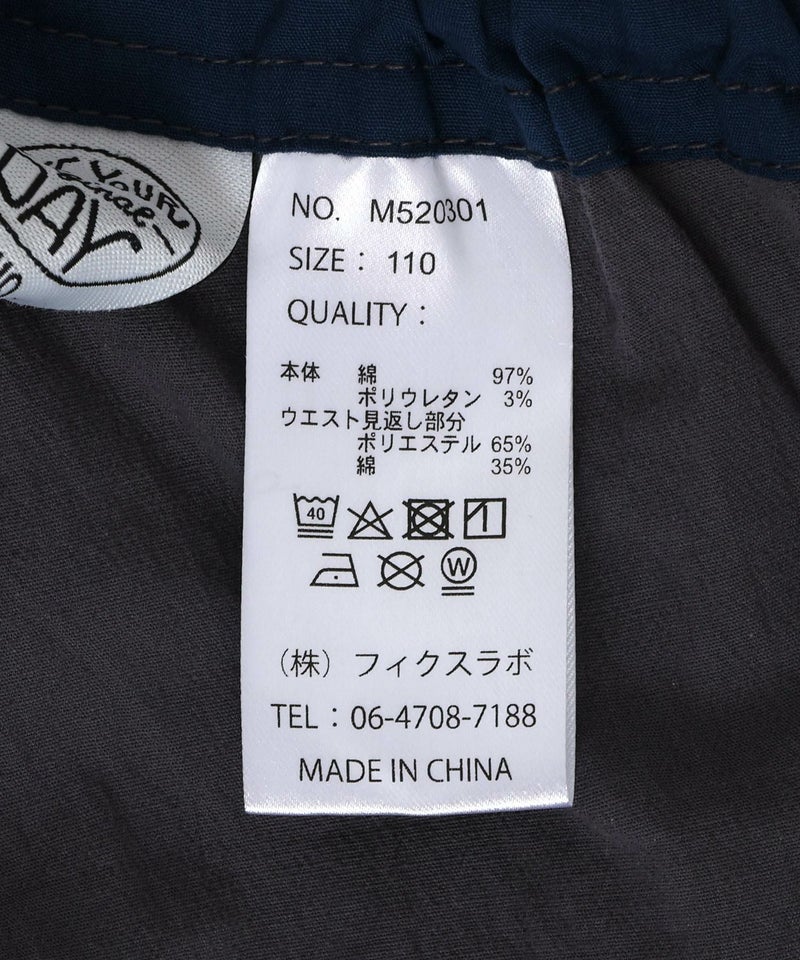 YOUR
DAY
NO. M520301
SIZE : 110
QUALITY :
本体 綿 97%
ポリウレタン 3%
ウエスト見返し部分
ポリエステル 65%
綿 35%
40
W
（株）フィクスラボ
TEL : 06-4708-7188
MADE IN CHINA